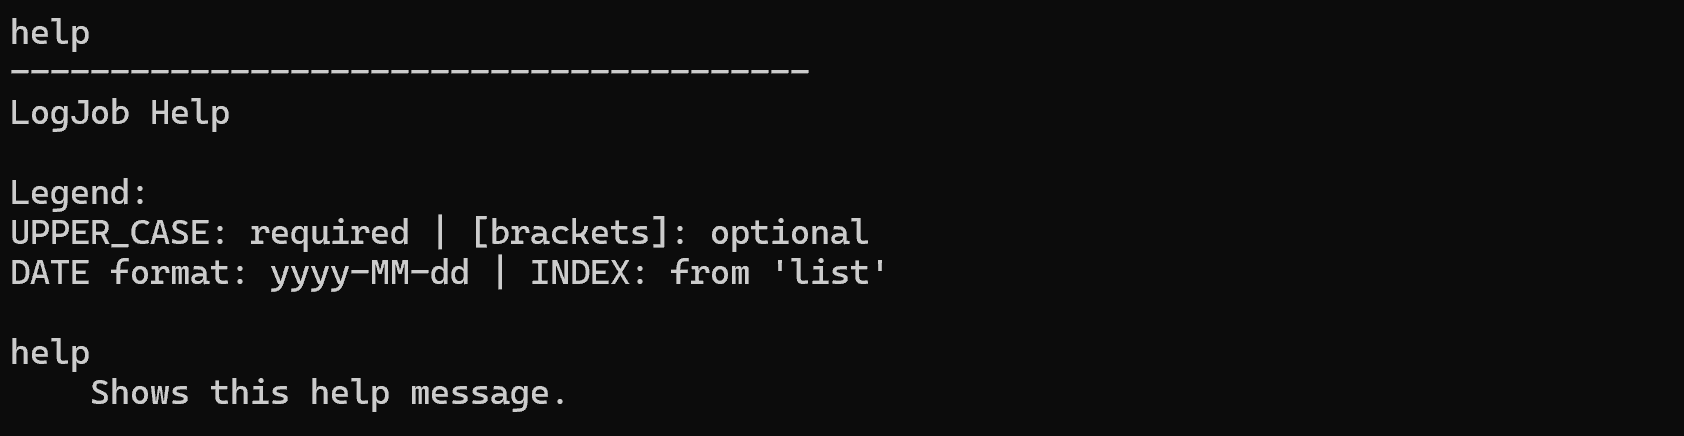 help
----------------------------------------
LogJob Help
Legend:
UPPER_CASE: required | [brackets]: optional
DATE format: yyyy-MM-dd | INDEX: from 'list'
help
    Shows this help message.